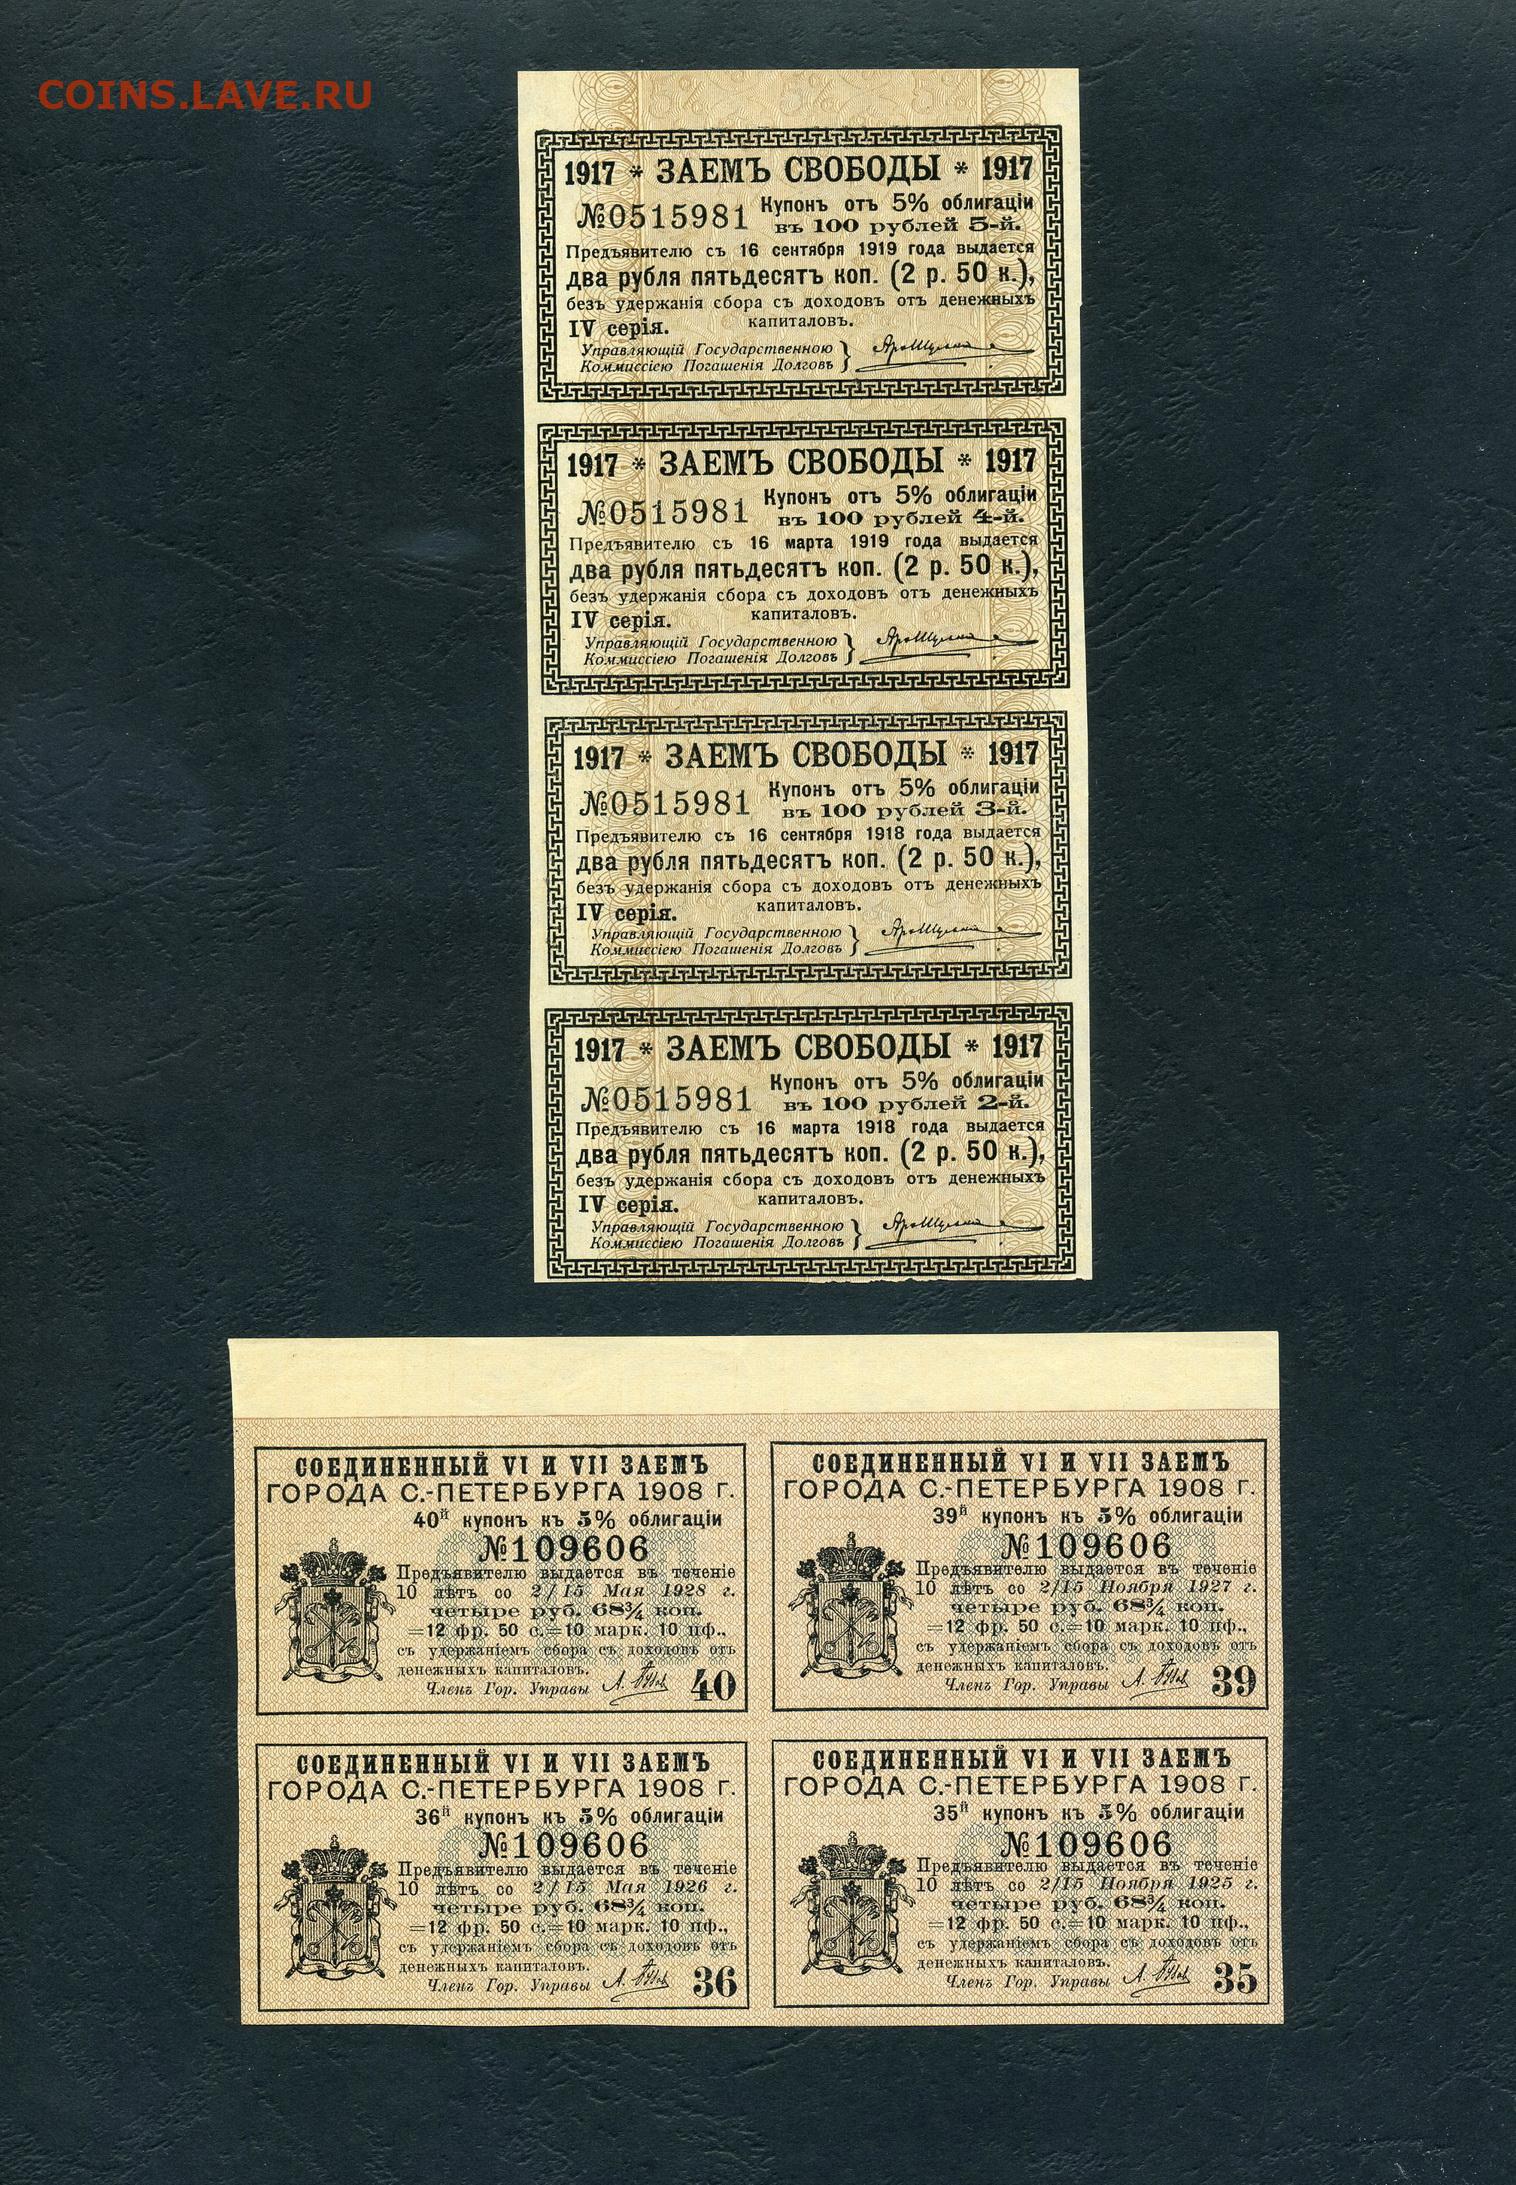 COINS.LAVE.RU
1917 * ЗАЕМЪ СВОБОДЫ * 1917
№0515981 Купонъ отъ 5% облигаціи
въ 100 рублей 5-й.
Предъявителю съ 16 сентября 1919 года выдается
два рубля пятьдесятъ коп. (2 р. 50 к.),
безъ удержанія сбора съ доходовъ отъ денежныхъ
IV серія. капиталовъ.
Управляющій Государственною
Коммиссіею Погашенія Долговъ }
1917 * ЗАЕМЪ СВОБОДЫ * 1917
№0515981 Купонъ отъ 5% облигаціи
въ 100 рублей 4-й.
Предъявителю съ 16 марта 1919 года выдается
два рубля пятьдесятъ коп. (2 р. 50 к.),
безъ удержанія сбора съ доходовъ отъ денежныхъ
IV серія. капиталовъ.
Управляющій Государственною
Коммиссіею Погашенія Долговъ }
1917 * ЗАЕМЪ СВОБОДЫ * 1917
№0515981 Купонъ отъ 5% облигаціи
въ 100 рублей 3-й.
Предъявителю съ 16 сентября 1918 года выдается
два рубля пятьдесятъ коп. (2 р. 50 к.),
безъ удержанія сбора съ доходовъ отъ денежныхъ
IV серія. капиталовъ.
Управляющій Государственною
Коммиссіею Погашенія Долговъ }
1917 * ЗАЕМЪ СВОБОДЫ * 1917
№0515981 Купонъ отъ 5% облигаціи
въ 100 рублей 2-й.
Предъявителю съ 16 марта 1918 года выдается
два рубля пятьдесятъ коп. (2 р. 50 к.),
безъ удержанія сбора съ доходовъ отъ денежныхъ
IV серія. капиталовъ.
Управляющій Государственною
Коммиссіею Погашенія Долговъ }
СОЕДИНЕННЫЙ VI И VII ЗАЕМЪ
ГОРОДА С.-ПЕТЕРБУРГА 1908 Г.
40й купонъ къ 5% облигаціи
№109606
Предъявителю выдается въ теченіе
10 лѣтъ со 2/15 Мая 1928 г.
четыре руб. 68¾ коп.
=12 фр. 50 с.=10 марк. 10 пф.,
съ удержаніемъ сбора съ доходовъ отъ
денежныхъ капиталовъ.
Членъ Гор. Управы 40
СОЕДИНЕННЫЙ VI И VII ЗАЕМЪ
ГОРОДА С.-ПЕТЕРБУРГА 1908 Г.
39й купонъ къ 5% облигаціи
№109606
Предъявителю выдается въ теченіе
10 лѣтъ со 2/15 Ноября 1927 г.
четыре руб. 68¾ коп.
=12 фр. 50 с.=10 марк. 10 пф.,
съ удержаніемъ сбора съ доходовъ отъ
денежныхъ капиталовъ.
Членъ Гор. Управы 39
СОЕДИНЕННЫЙ VI И VII ЗАЕМЪ
ГОРОДА С.-ПЕТЕРБУРГА 1908 Г.
36й купонъ къ 5% облигаціи
№109606
Предъявителю выдается въ теченіе
10 лѣтъ со 2/15 Мая 1926 г.
четыре руб. 68¾ коп.
=12 фр. 50 с.=10 марк. 10 пф.,
съ удержаніемъ сбора съ доходовъ отъ
денежныхъ капиталовъ.
Членъ Гор. Управы 36
СОЕДИНЕННЫЙ VI И VII ЗАЕМЪ
ГОРОДА С.-ПЕТЕРБУРГА 1908 Г.
35й купонъ къ 5% облигаціи
№109606
Предъявителю выдается въ теченіе
10 лѣтъ со 2/15 Ноября 1925 г.
четыре руб. 68¾ коп.
=12 фр. 50 с.=10 марк. 10 пф.,
съ удержаніемъ сбора съ доходовъ отъ
денежныхъ капиталовъ.
Членъ Гор. Управы 35